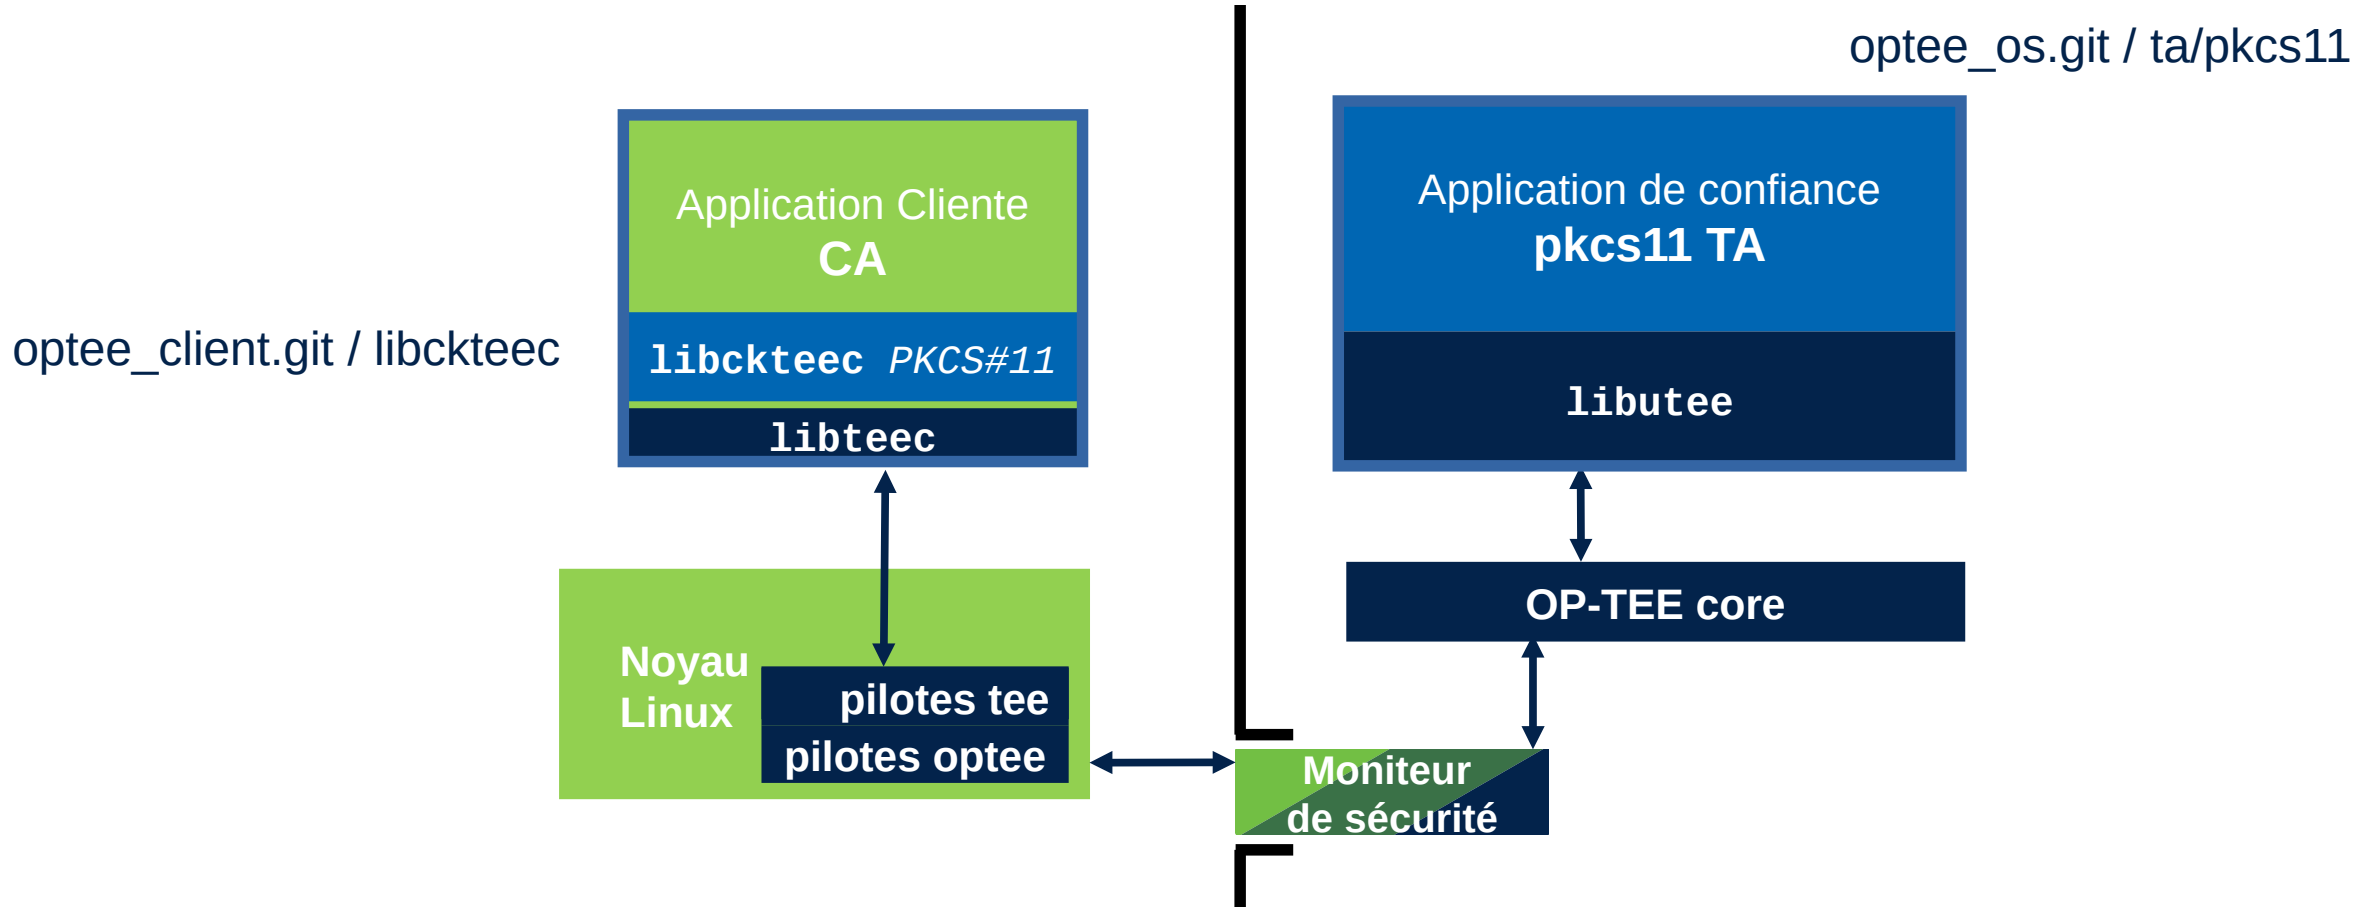 optee_os.git / ta/pkcs11
Application Cliente
CA
optee_client.git / libckteec
libckteec PKCS#11
libteec
Noyau
Linux
pilotes tee
pilotes optee
Application de confiance
pkcs11 TA
libutee
OP-TEE core
Moniteur
de sécurité